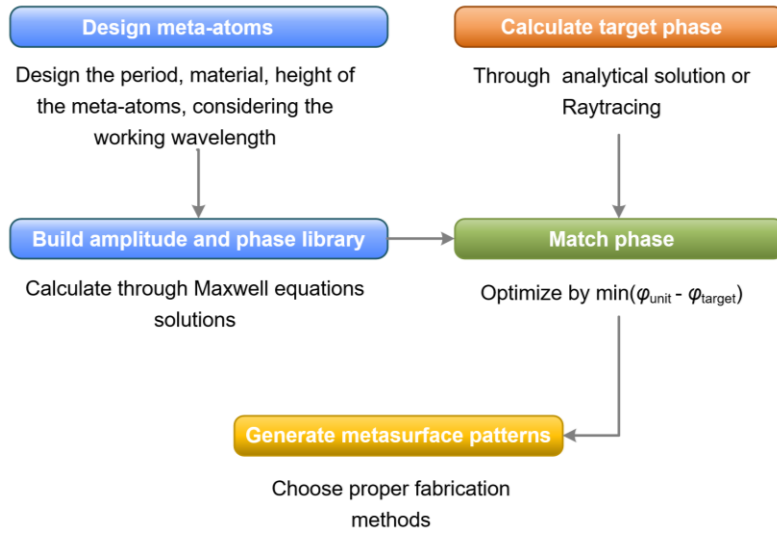 Design meta-atoms
Design the period, material, height of
the meta-atoms, considering the
working wavelength
Calculate target phase
Through analytical solution or
Raytracing
Build amplitude and phase library
Calculate through Maxwell equations
solutions
Match phase
Optimize by min(φunit - φtarget)
Generate metasurface patterns
Choose proper fabrication
methods